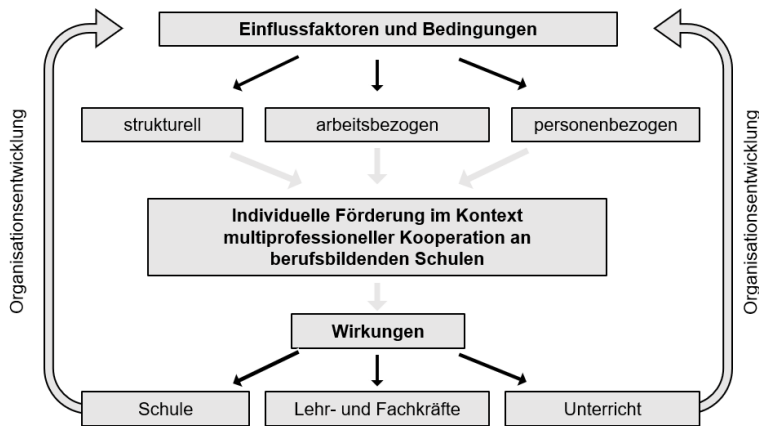 Einflussfaktoren und Bedingungen
strukturell
arbeitsbezogen
personenbezogen
Individuelle Förderung im Kontext
multiprofessioneller Kooperation an
berufsbildenden Schulen
Wirkungen
Schule
Lehr- und Fachkräfte
Unterricht
Organisationsentwicklung
Organisationsentwicklung